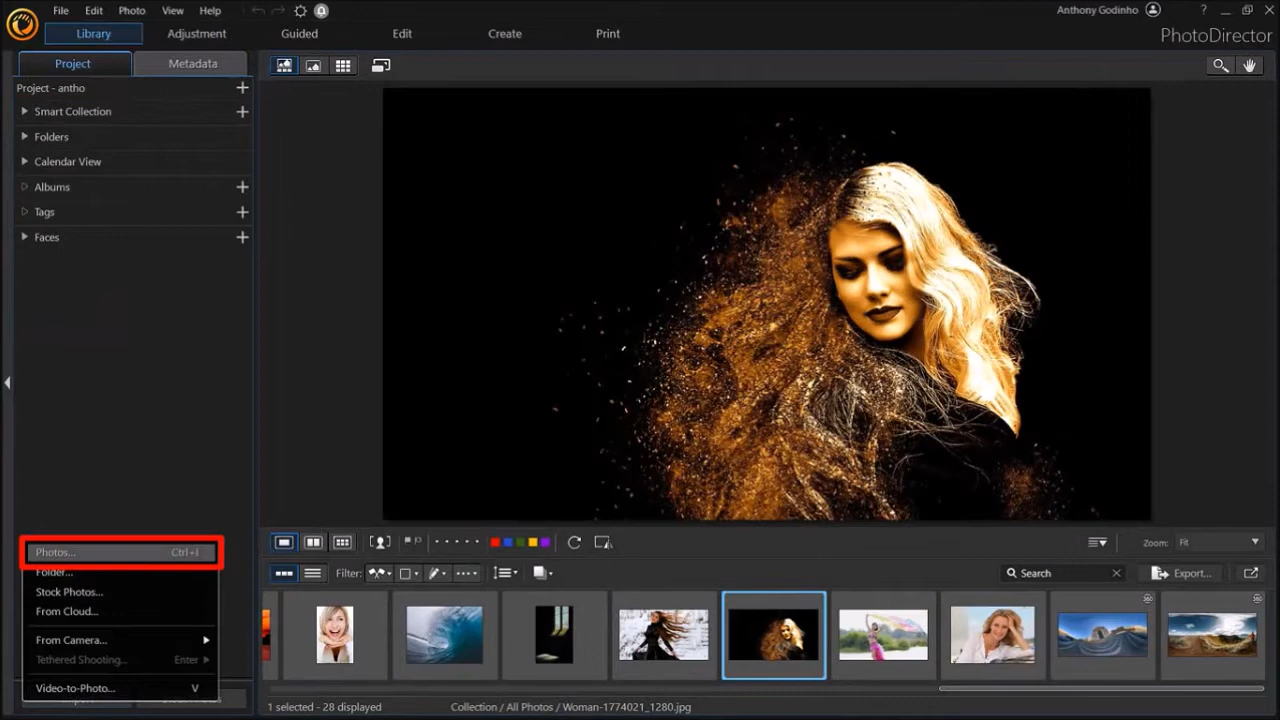 File Edit Photo View Help
Anthony Godinho
?
Library Adjustment Guided Edit Create Print
PhotoDirector
Project Metadata
Project - antho
Smart Collection
Folders
Calendar View
Albums
Tags
Faces
Photos... Ctrl+I
Folder...
Stock Photos...
From Cloud...
From Camera...
Tethered Shooting... Enter
Video-to-Photo... V
Zoom: Fit
Filter:
Search
Export...
1 selected - 28 displayed
Collection / All Photos / Woman-1774021_1280.jpg